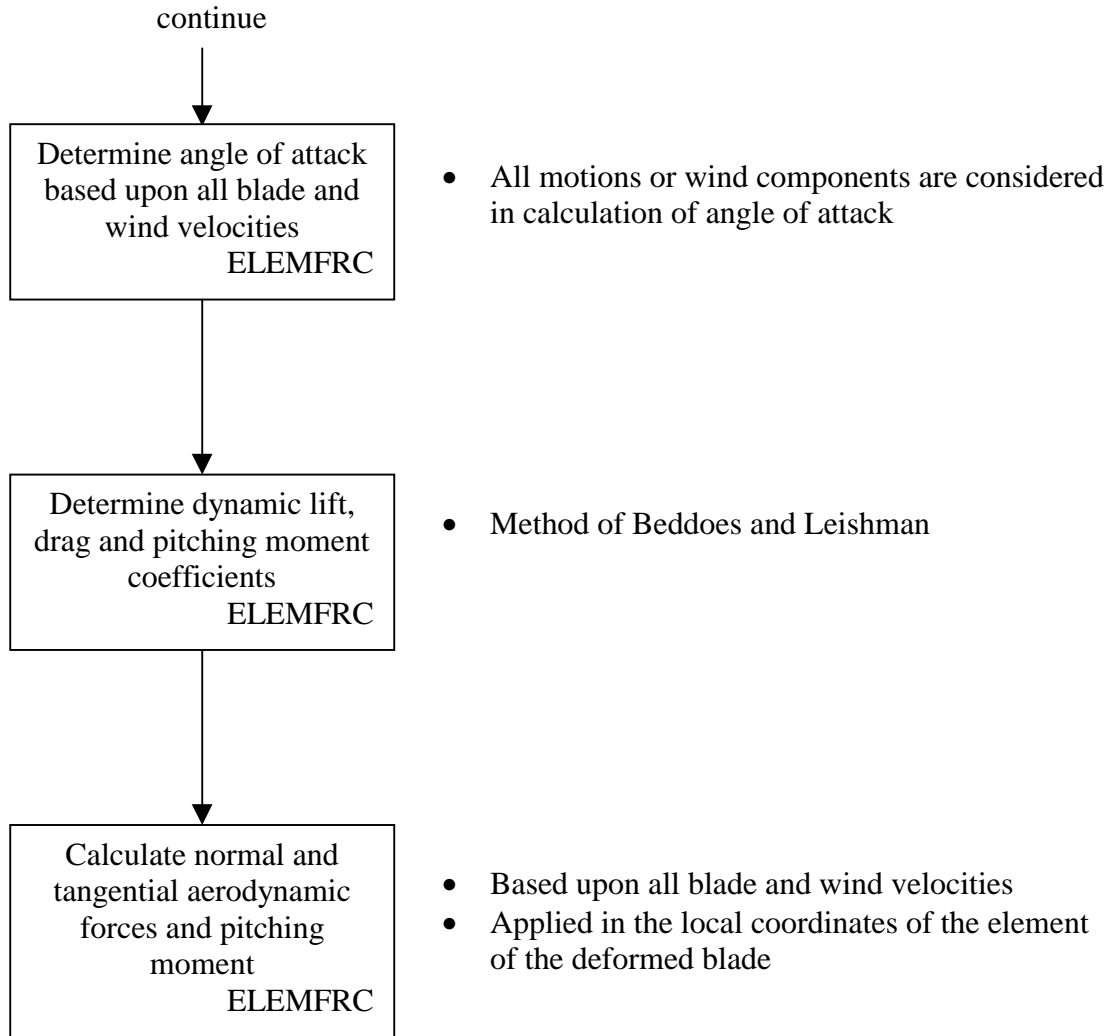 continue
Determine angle of attack
based upon all blade and
wind velocities
ELEMFRC
• All motions or wind components are considered
in calculation of angle of attack
Determine dynamic lift,
drag and pitching moment
coefficients
ELEMFRC
• Method of Beddoes and Leishman
Calculate normal and
tangential aerodynamic
forces and pitching
moment
ELEMFRC
• Based upon all blade and wind velocities
• Applied in the local coordinates of the element
of the deformed blade